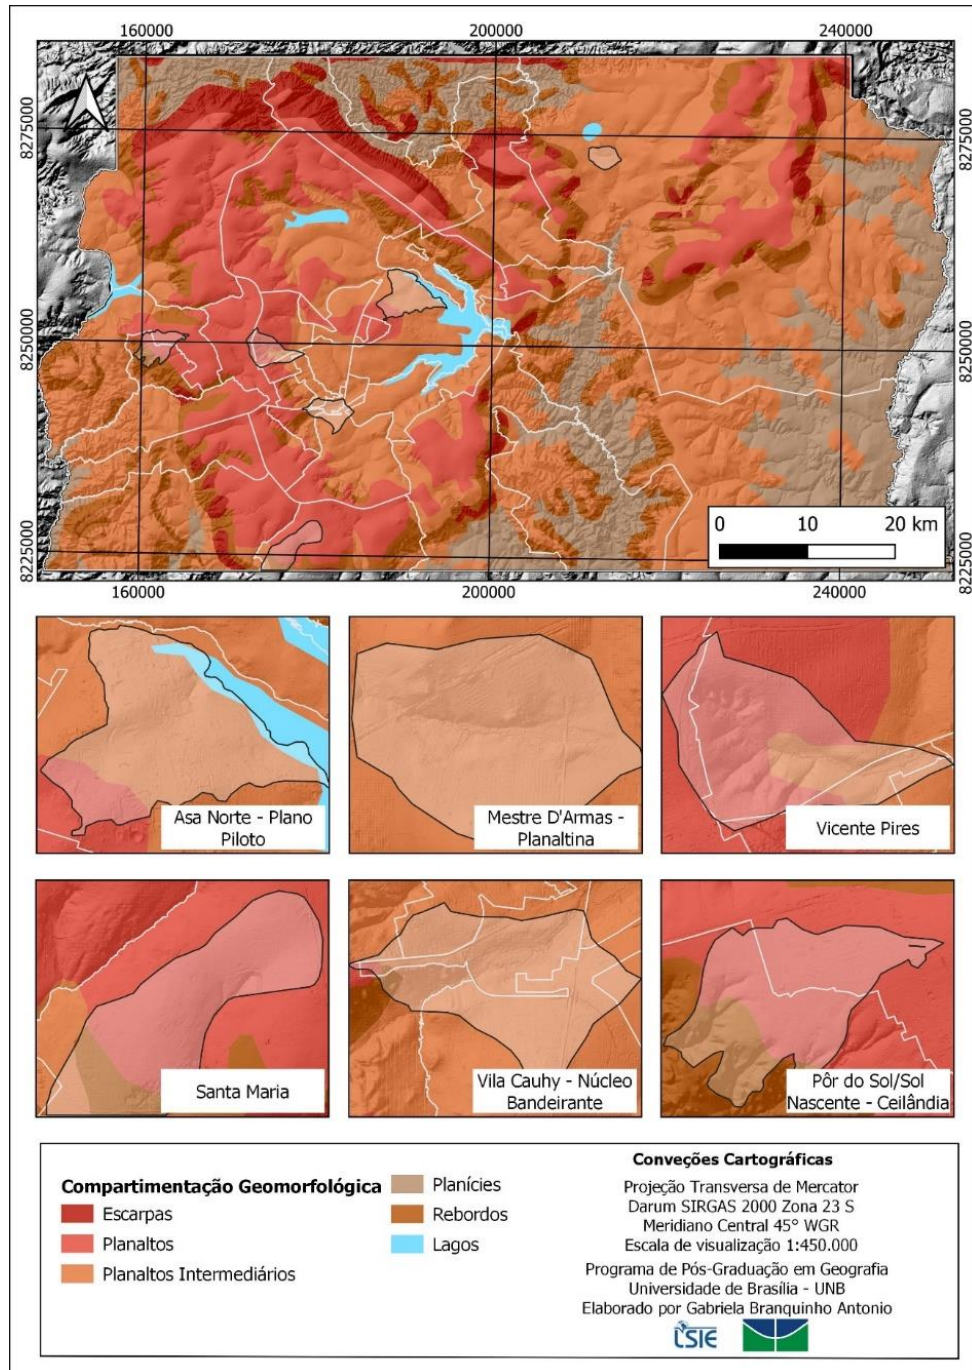 160000
200000
240000
8275000
8275000
8250000
8250000
8225000
8225000
0
10
20 km
160000
200000
240000
Asa Norte - Plano
Piloto
Mestre D'Armas -
Planaltina
Vicente Pires
Santa Maria
Vila Cauhy - Núcleo
Bandeirante
Pôr do Sol/Sol
Nascente - Ceilândia
Compartimentação Geomorfológica
Escarpas
Planaltos
Planaltos Intermediários
Planícies
Rebordos
Lagos
Conveções Cartográficas
Projeção Transversa de Mercator
Darum SIRGAS 2000 Zona 23 S
Meridiano Central 45° WGR
Escala de visualização 1:450.000
Programa de Pós-Graduação em Geografia
Universidade de Brasília - UNB
Elaborado por Gabriela Branquinho Antonio
LSIE